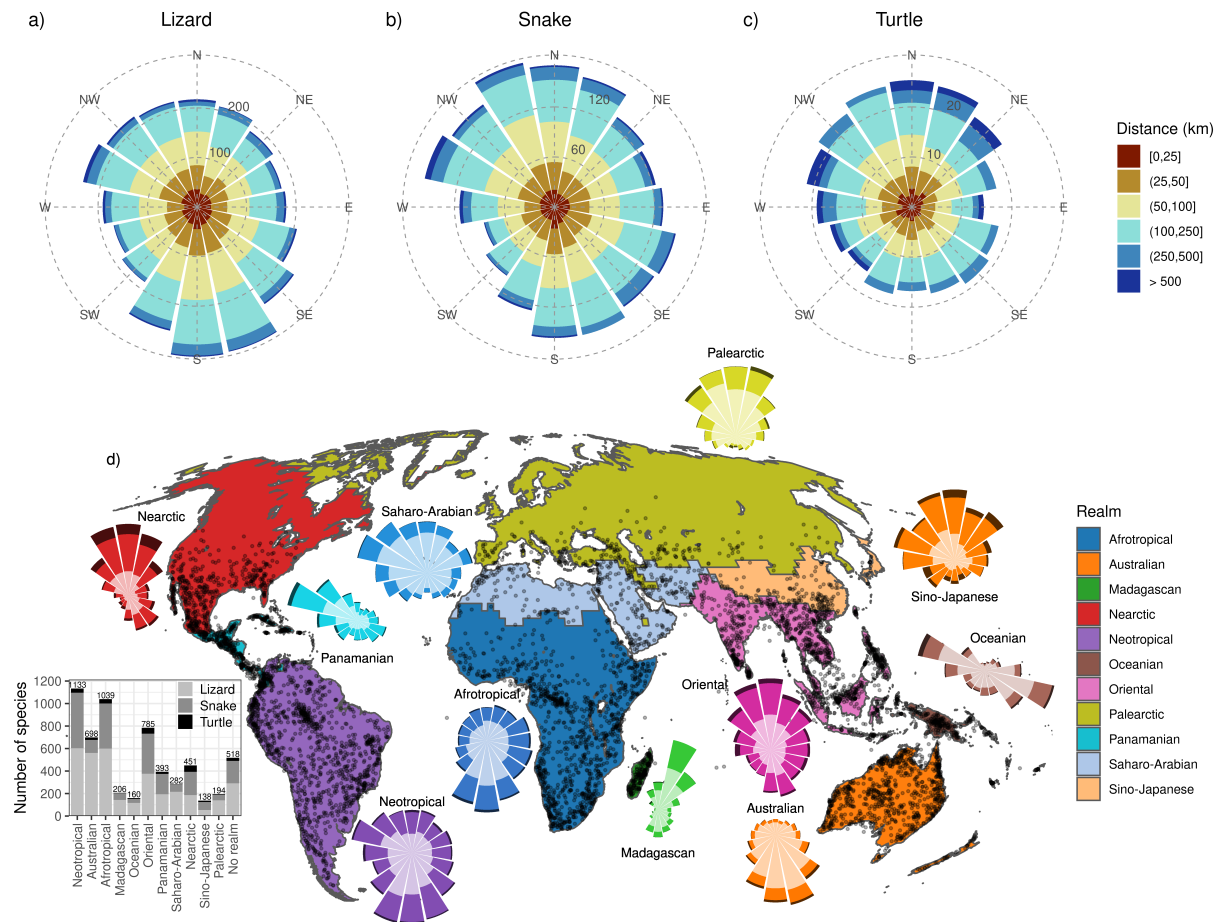 a) Lizard
b) Snake
c) Turtle
N
NE
E
SE
S
SW
W
NW
200
100
N
NE
E
SE
S
SW
W
NW
120
60
N
NE
E
SE
S
SW
W
NW
20
10
Distance (km)
[0,25]
(25,50]
(50,100]
(100,250]
(250,500]
> 500
d)
Palearctic
Nearctic
Saharo-Arabian
Sino-Japanese
Panamanian
Oceanian
Afrotropical
Oriental
Neotropical
Madagascan
Australian
Realm
Afrotropical
Australian
Madagascan
Nearctic
Neotropical
Oceanian
Oriental
Palearctic
Panamanian
Saharo-Arabian
Sino-Japanese
Number of species
1200
1000
800
600
400
200
0
1133
698
1039
206
160
785
393
282
451
138
194
518
Lizard
Snake
Turtle
Neotropical
Australian
Afrotropical
Madagascan
Oceanian
Oriental
Panamanian
Saharo-Arabian
Nearctic
Sino-Japanese
Palearctic
No realm